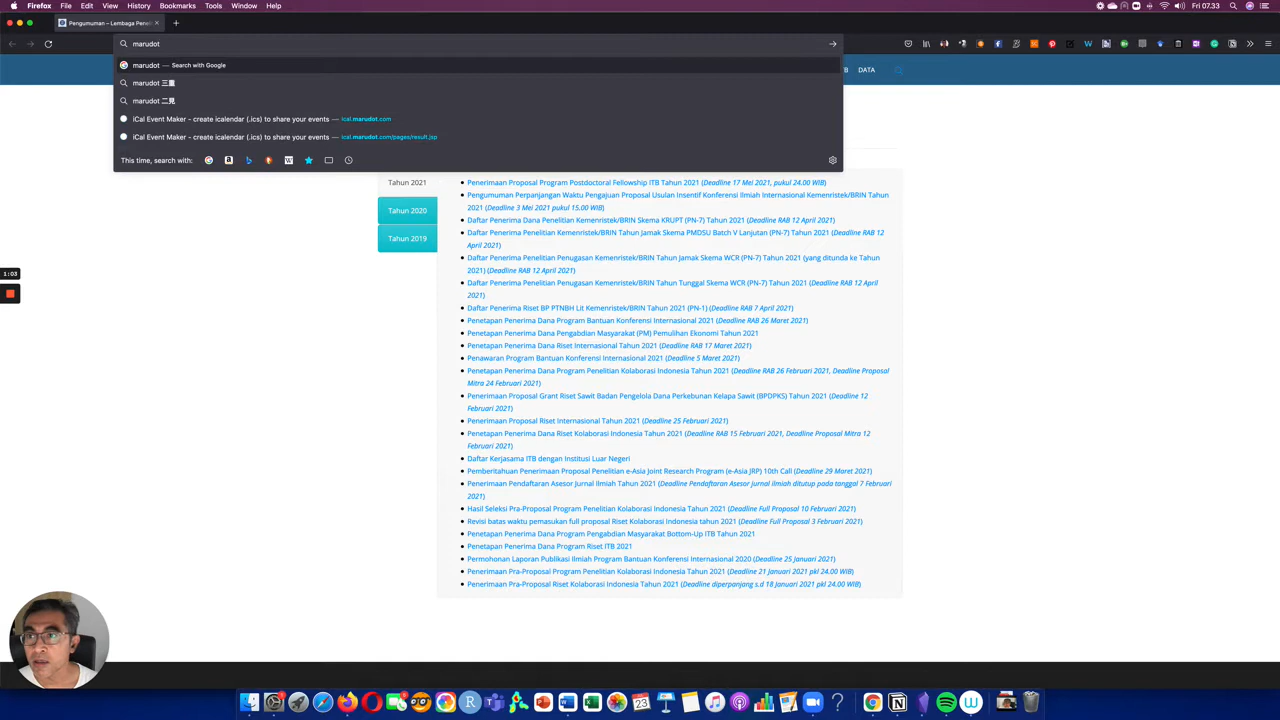 Firefox File Edit View History Bookmarks Tools Window Help
Fri 07.33
Pengumuman – Lembaga Penel
marudot
marudot — Search with Google
marudot 三重
marudot 二見
iCal Event Maker - create icalendar (.ics) to share your events — ical.marudot.com
iCal Event Maker - create icalendar (.ics) to share your events — ical.marudot.com/pages/result.jsp
This time, search with:
DATA
Tahun 2021
Tahun 2020
Tahun 2019
Penerimaan Proposal Program Postdoctoral Fellowship ITB Tahun 2021 (Deadline 17 Mei 2021, pukul 24.00 WIB)
Pengumuman Perpanjangan Waktu Pengajuan Proposal Usulan Insentif Konferensi Ilmiah Internasional Kemenristek/BRIN Tahun
2021 (Deadline 3 Mei 2021 pukul 15.00 WIB)
Daftar Penerima Dana Penelitian Kemenristek/BRIN Skema KRUPT (PN-7) Tahun 2021 (Deadline RAB 12 April 2021)
Daftar Penerima Penelitian Kemenristek/BRIN Tahun Jamak Skema PMDSU Batch V Lanjutan (PN-7) Tahun 2021 (Deadline RAB 12
April 2021)
Daftar Penerima Penelitian Penugasan Kemenristek/BRIN Tahun Jamak Skema WCR (PN-7) Tahun 2021 (yang ditunda ke Tahun
2021) (Deadline RAB 12 April 2021)
Daftar Penerima Penelitian Penugasan Kemenristek/BRIN Tahun Tunggal Skema WCR (PN-7) Tahun 2021 (Deadline RAB 12 April
2021)
Daftar Penerima Riset BP PTNBH Lit Kemenristek/BRIN Tahun 2021 (PN-1) (Deadline RAB 7 April 2021)
Penetapan Penerima Dana Program Bantuan Konferensi Internasional 2021 (Deadline RAB 26 Maret 2021)
Penetapan Penerima Dana Pengabdian Masyarakat (PM) Pemulihan Ekonomi Tahun 2021
Penetapan Penerima Dana Riset Internasional Tahun 2021 (Deadline RAB 17 Maret 2021)
Penawaran Program Bantuan Konferensi Internasional 2021 (Deadline 5 Maret 2021)
Penetapan Penerima Dana Program Penelitian Kolaborasi Indonesia Tahun 2021 (Deadline RAB 26 Februari 2021, Deadline Proposal
Mitra 24 Februari 2021)
Penerimaan Proposal Grant Riset Sawit Badan Pengelola Dana Perkebunan Kelapa Sawit (BPDPKS) Tahun 2021 (Deadline 12
Februari 2021)
Penerimaan Proposal Riset Internasional Tahun 2021 (Deadline 25 Februari 2021)
Penetapan Penerima Dana Riset Kolaborasi Indonesia Tahun 2021 (Deadline RAB 15 Februari 2021, Deadline Proposal Mitra 12
Februari 2021)
Daftar Kerjasama ITB dengan Institusi Luar Negeri
Pemberitahuan Penerimaan Proposal Penelitian e-Asia Joint Research Program (e-Asia JRP) 10th Call (Deadline 29 Maret 2021)
Penerimaan Pendaftaran Asesor Jurnal Ilmiah Tahun 2021 (Deadline Pendaftaran Asesor jurnal ilmiah ditutup pada tanggal 7 Februari
2021)
Hasil Seleksi Pra-Proposal Program Penelitian Kolaborasi Indonesia Tahun 2021 (Deadline Full Proposal 10 Februari 2021)
Revisi batas waktu pemasukan full proposal Riset Kolaborasi Indonesia tahun 2021 (Deadline Full Proposal 3 Februari 2021)
Penetapan Penerima Dana Program Pengabdian Masyarakat Bottom-Up ITB Tahun 2021
Penetapan Penerima Dana Program Riset ITB 2021
Permohonan Laporan Publikasi Ilmiah Program Bantuan Konferensi Internasional 2020 (Deadline 25 Januari 2021)
Penerimaan Pra-Proposal Program Penelitian Kolaborasi Indonesia Tahun 2021 (Deadline 21 Januari 2021 pkl 24.00 WIB)
Penerimaan Pra-Proposal Riset Kolaborasi Indonesia Tahun 2021 (Deadline diperpanjang s.d 18 Januari 2021 pkl 24.00 WIB)
1:03